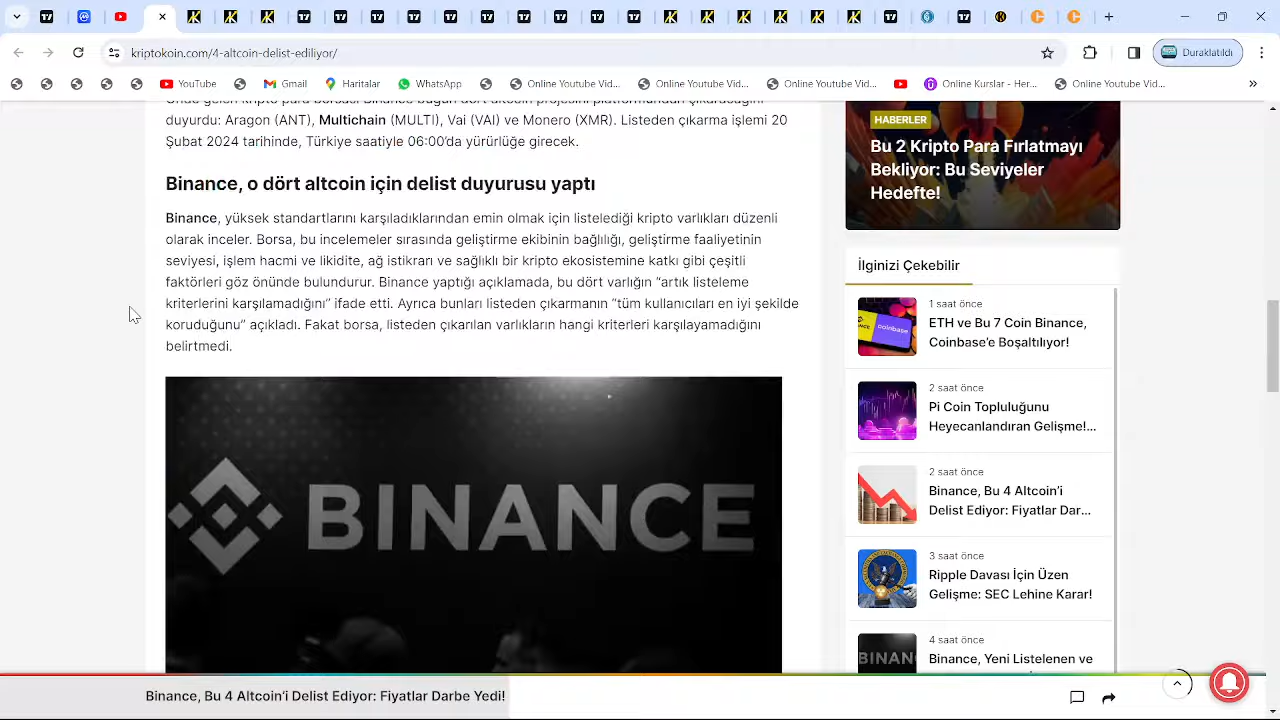 kriptokoin.com/4-altcoin-delist-ediliyor/
Duraklatıldı
YouTube
Gmail
Haritalar
WhatsApp
Online Youtube Vid...
Online Youtube Vid...
Online Youtube Vid...
Online Kurslar - Her...
Online Youtube Vid...
duyurdu. Aragon (ANT), Multichain (MULTI), Vai (VAI) ve Monero (XMR). Listeden çıkarma işlemi 20
Şubat 2024 tarihinde, Türkiye saatiyle 06:00'da yürürlüğe girecek.
Binance, o dört altcoin için delist duyurusu yaptı
Binance, yüksek standartlarını karşıladıklarından emin olmak için listelediği kripto varlıkları düzenli
olarak inceler. Borsa, bu incelemeler sırasında geliştirme ekibinin bağlılığı, geliştirme faaliyetinin
seviyesi, işlem hacmi ve likidite, ağ istikrarı ve sağlıklı bir kripto ekosistemine katkı gibi çeşitli
faktörleri göz önünde bulundurur. Binance yaptığı açıklamada, bu dört varlığın “artık listeleme
kriterlerini karşılamadığını” ifade etti. Ayrıca bunları listeden çıkarmanın “tüm kullanıcıları en iyi şekilde
koruduğunu” açıkladı. Fakat borsa, listeden çıkarılan varlıkların hangi kriterleri karşılayamadığını
belirtmedi.
BINANCE
HABERLER
Bu 2 Kripto Para Fırlatmayı
Bekliyor: Bu Seviyeler
Hedefte!
İlginizi Çekebilir
1 saat önce
ETH ve Bu 7 Coin Binance,
Coinbase'e Boşaltılıyor!
2 saat önce
Pi Coin Topluluğunu
Heyecanlandıran Gelişme!...
2 saat önce
Binance, Bu 4 Altcoin'i
Delist Ediyor: Fiyatlar Dar...
3 saat önce
Ripple Davası İçin Üzen
Gelişme: SEC Lehine Karar!
4 saat önce
Binance, Yeni Listelenen ve
Binance, Bu 4 Altcoin'i Delist Ediyor: Fiyatlar Darbe Yedi!